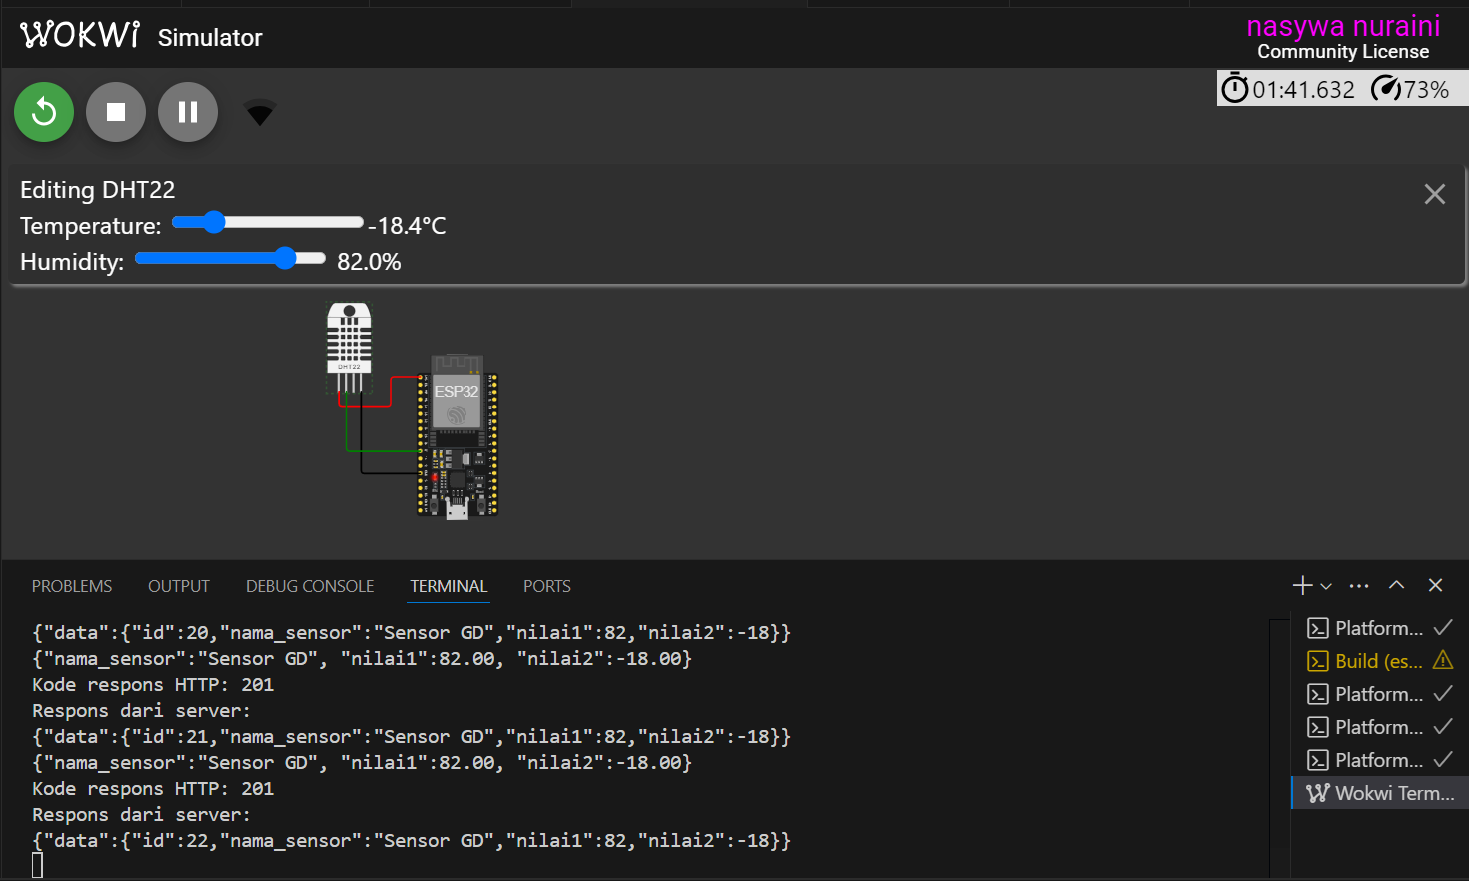 WOKWi Simulator
nasywa nuraini
Community License
01:41.632 73%
Editing DHT22
Temperature: -18.4°C
Humidity: 82.0%
DHT22
ESP32
PROBLEMS OUTPUT DEBUG CONSOLE TERMINAL PORTS
{"data":{"id":20,"nama_sensor":"Sensor GD","nilai1":82,"nilai2":-18}}
{"nama_sensor":"Sensor GD", "nilai1":82.00, "nilai2":-18.00}
Kode respons HTTP: 201
Respons dari server:
{"data":{"id":21,"nama_sensor":"Sensor GD","nilai1":82,"nilai2":-18}}
{"nama_sensor":"Sensor GD", "nilai1":82.00, "nilai2":-18.00}
Kode respons HTTP: 201
Respons dari server:
{"data":{"id":22,"nama_sensor":"Sensor GD","nilai1":82,"nilai2":-18}}
Platform...
Build (es...
Platform...
Platform...
Platform...
Wokwi Term...